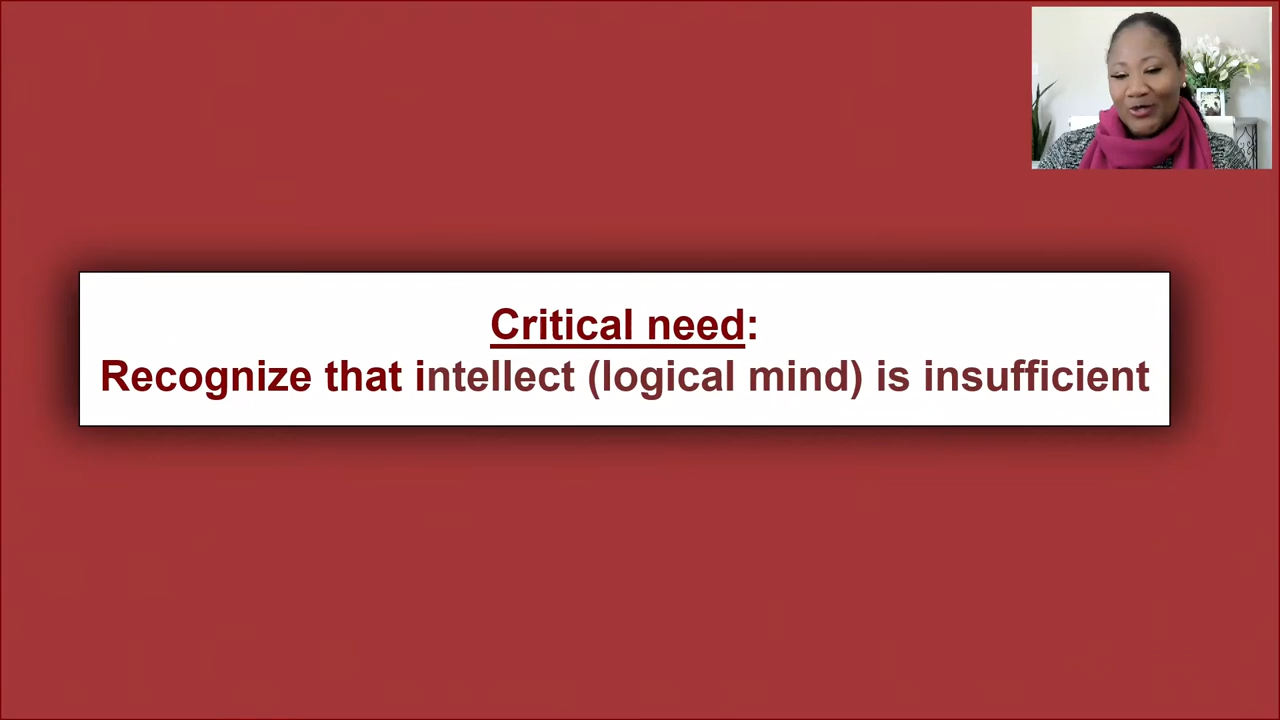 Critical need:
Recognize that intellect (logical mind) is insufficient